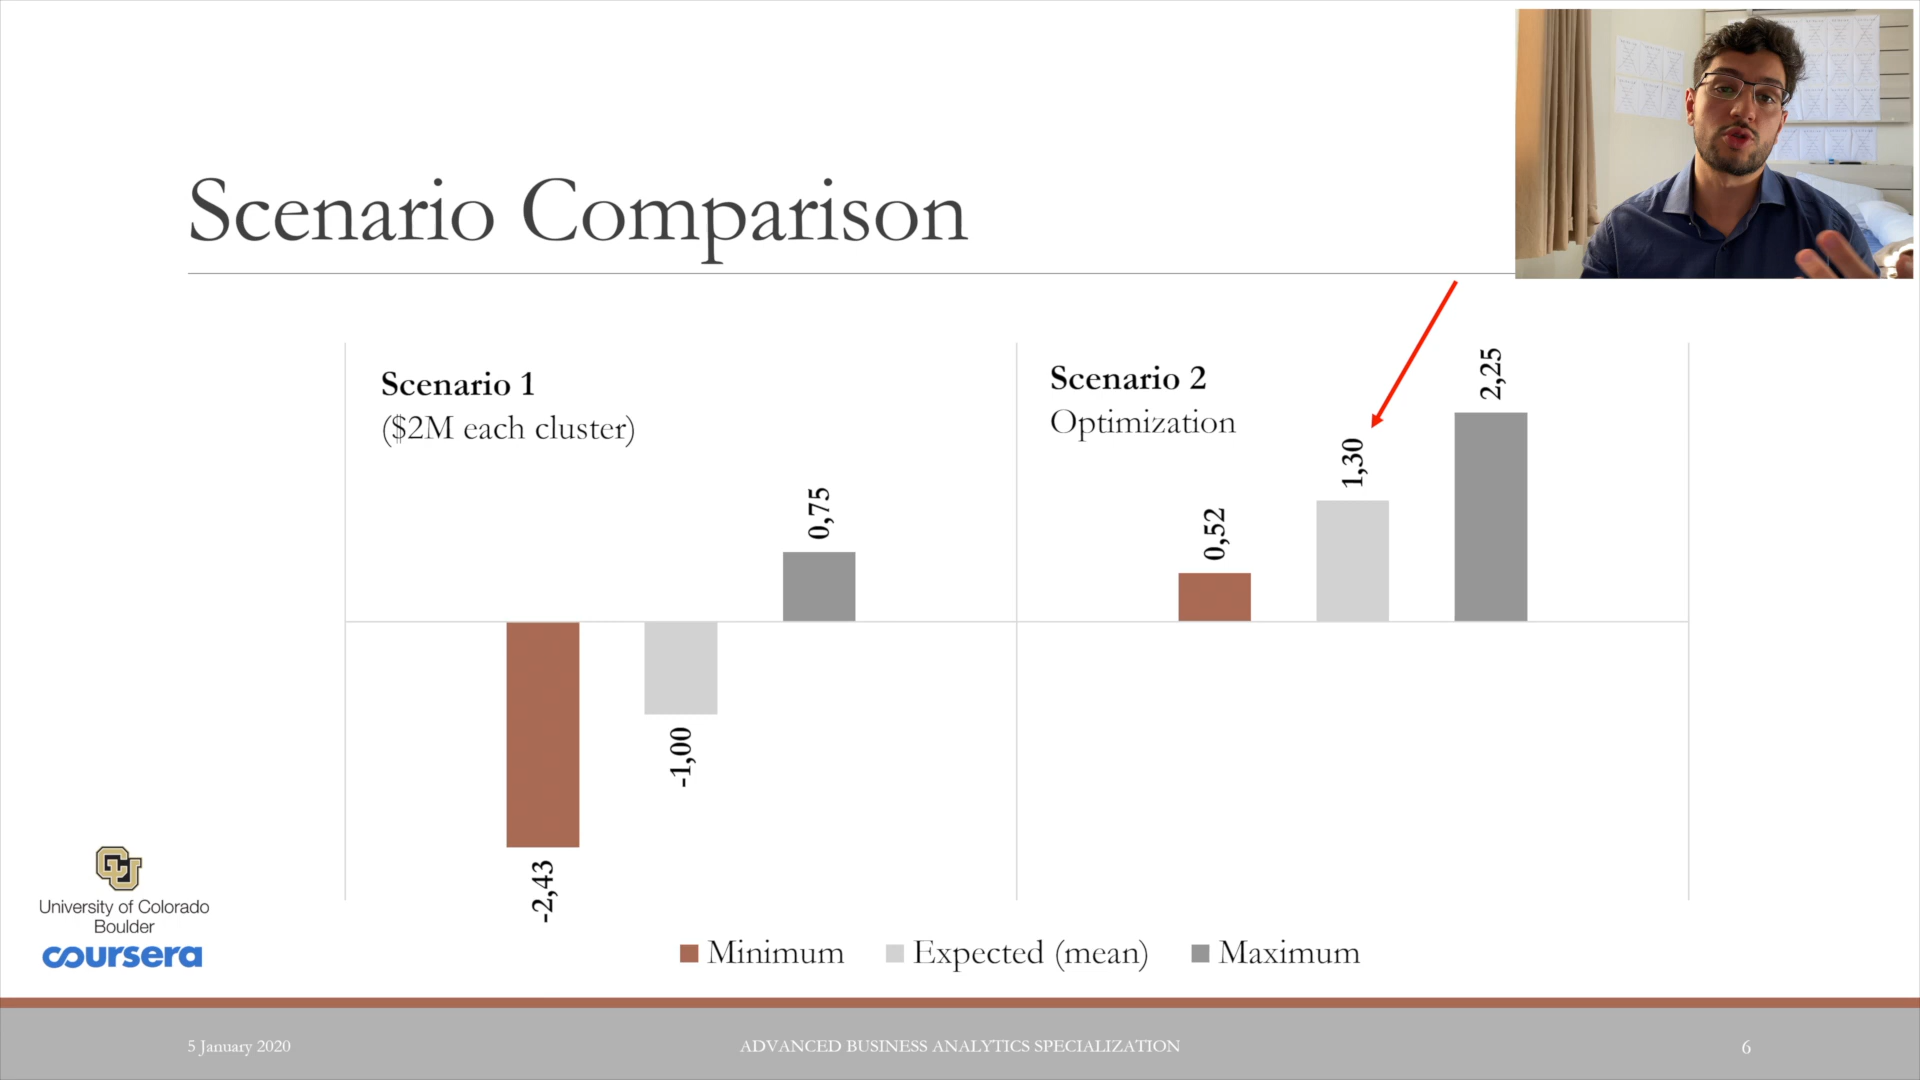 Scenario Comparison
Scenario 1
($2M each cluster)
Scenario 2
Optimization
-2,43
-1,00
0,75
0,52
1,30
2,25
Minimum
Expected (mean)
Maximum
CU
University of Colorado
Boulder
coursera
5 January 2020
ADVANCED BUSINESS ANALYTICS SPECIALIZATION
6